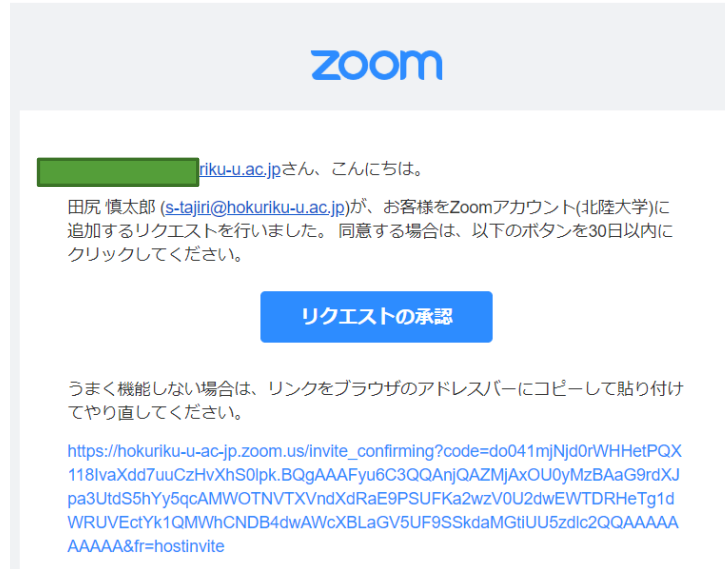 zoom
riku-u.ac.jpさん、こんにちは。
田尻 慎太郎 (s-tajiri@hokuriku-u.ac.jp)が、お客様をZoomアカウント(北陸大学)に
追加するリクエストを行いました。 同意する場合は、以下のボタンを30日以内に
クリックしてください。
リクエストの承認
うまく機能しない場合は、リンクをブラウザのアドレスバーにコピーして貼り付け
てやり直してください。
https://hokuriku-u-ac-jp.zoom.us/invite_confirming?code=do041mjNjd0rWHHetPQX
118IvaXdd7uuCzHvXhS0lpk.BQgAAAFyu6C3QQAnjQAZMjAxOU0yMzBAaG9rdXJ
pa3UtdS5hYy5qcAMWOTNVTXVndXdRaE9PSUFKa2wzV0U2dwEWTDRHeTg1d
WRUVEctYk1QMWhCNDB4dwAWcXBLaGV5UF9SSkdaMGtiUU5zdlc2QQAAAAA
AAAAA&fr=hostinvite